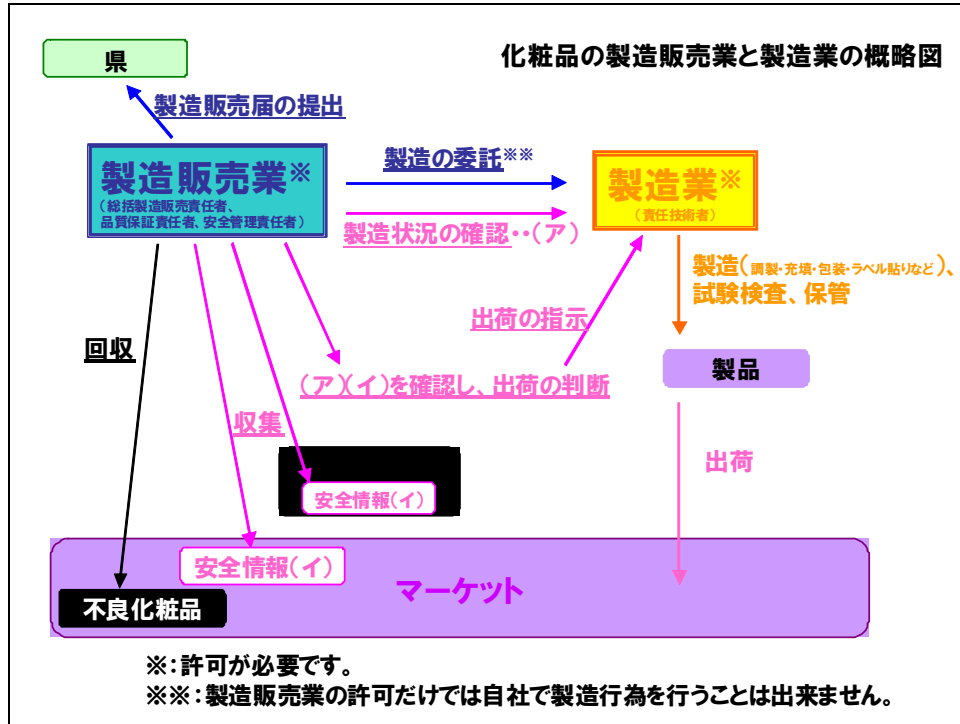 化粧品の製造販売業と製造業の概略図
県
製造販売届の提出
製造販売業※
(総括製造販売責任者、
品質保証責任者、安全管理責任者)
製造の委託※※
製造状況の確認・・(ア)
製造業※
(責任技術者)
製造(調製・充填・包装・ラベル貼りなど)、
試験検査、保管
出荷の指示
回収
製品
(ア)(イ)を確認し、出荷の判断
収集
出荷
安全情報(イ)
安全情報(イ)
マーケット
不良化粧品
※:許可が必要です。
※※:製造販売業の許可だけでは自社で製造行為を行うことは出来ません。